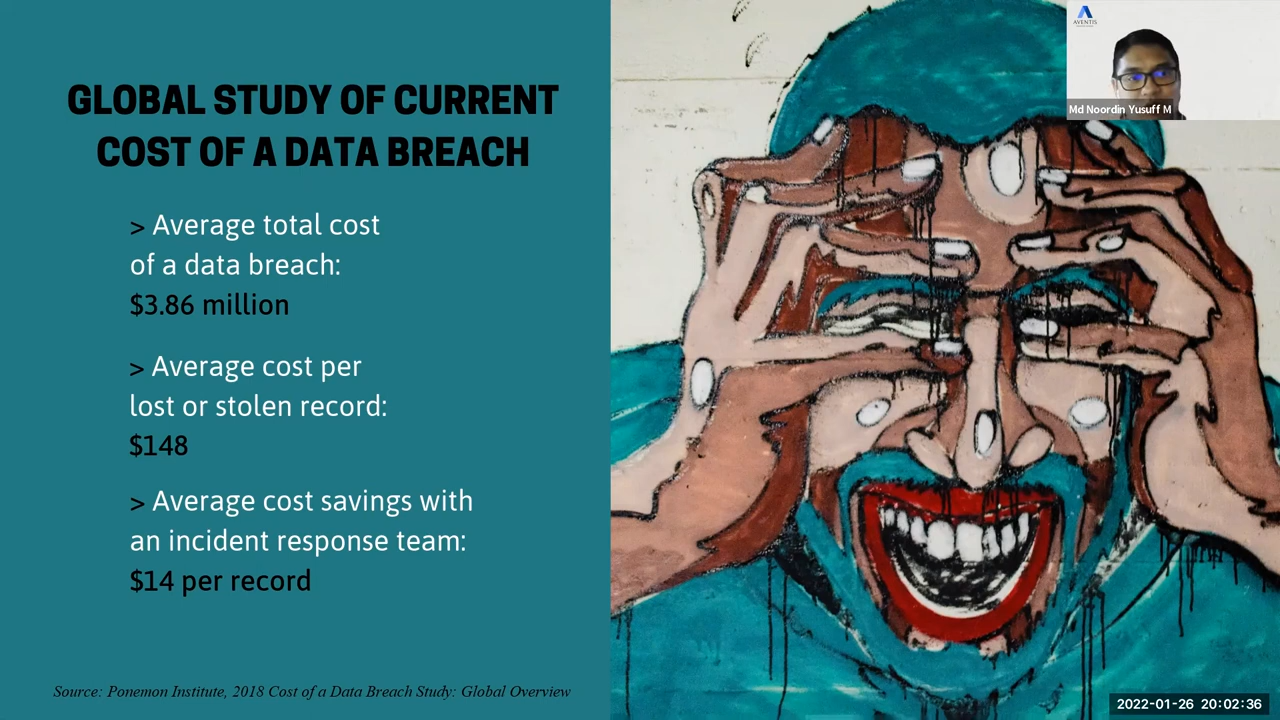 GLOBAL STUDY OF CURRENT
COST OF A DATA BREACH
> Average total cost
of a data breach:
$3.86 million
> Average cost per
lost or stolen record:
$148
> Average cost savings with
an incident response team:
$14 per record
Source: Ponemon Institute, 2018 Cost of a Data Breach Study: Global Overview
AVENTIS
Md Noordin Yusuff M
2022-01-26 20:02:36